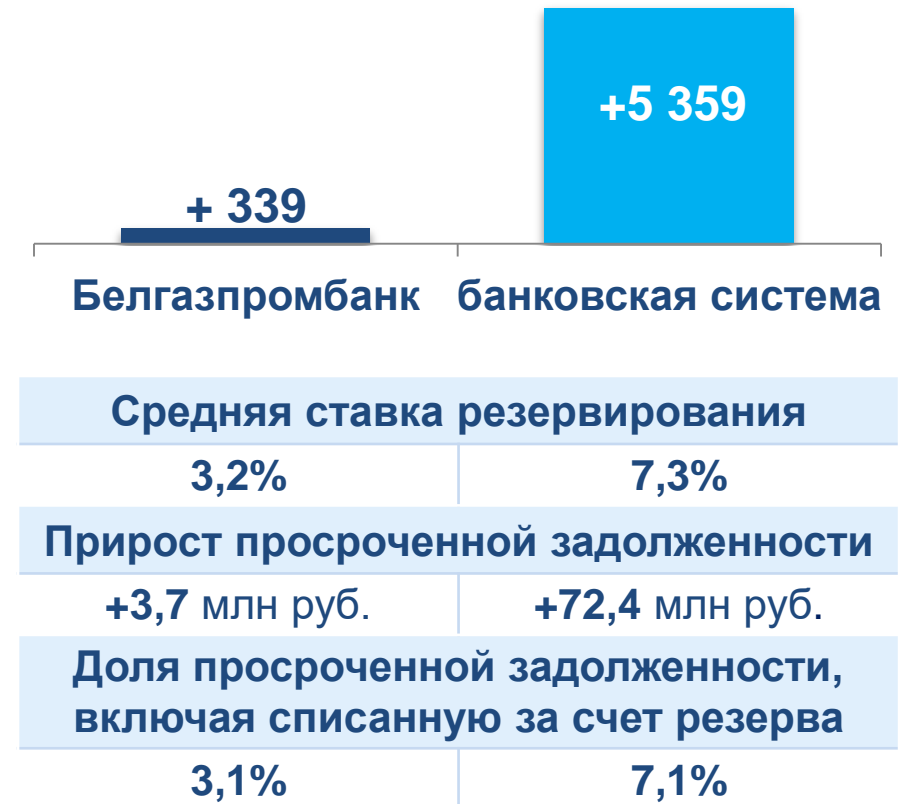 +5 359
+ 339
Белгазпромбанк банковская система
Средняя ставка резервирования
3,2% 7,3%
Прирост просроченной задолженности
+3,7 млн руб. +72,4 млн руб.
Доля просроченной задолженности,
включая списанную за счет резерва
3,1% 7,1%